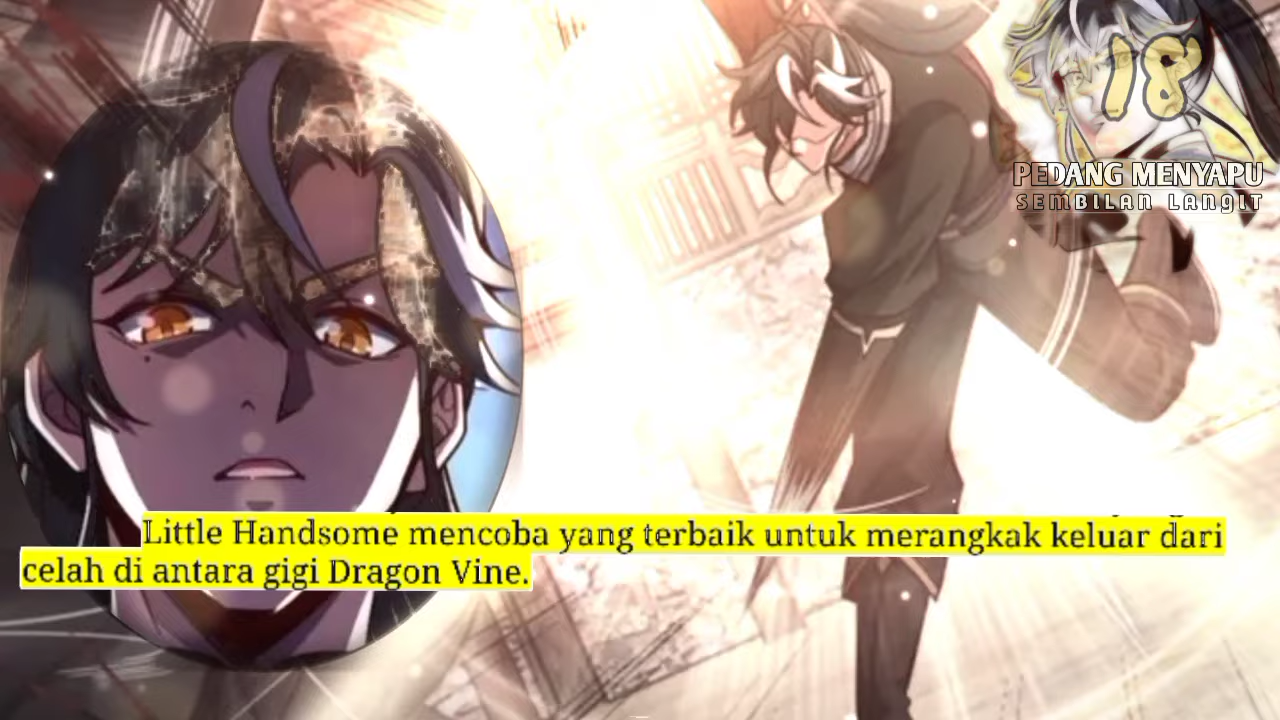 18
PEDANG MENYAPU
SEMBILAN LANGIT
Little Handsome mencoba yang terbaik untuk merangkak keluar dari
celah di antara gigi Dragon Vine.